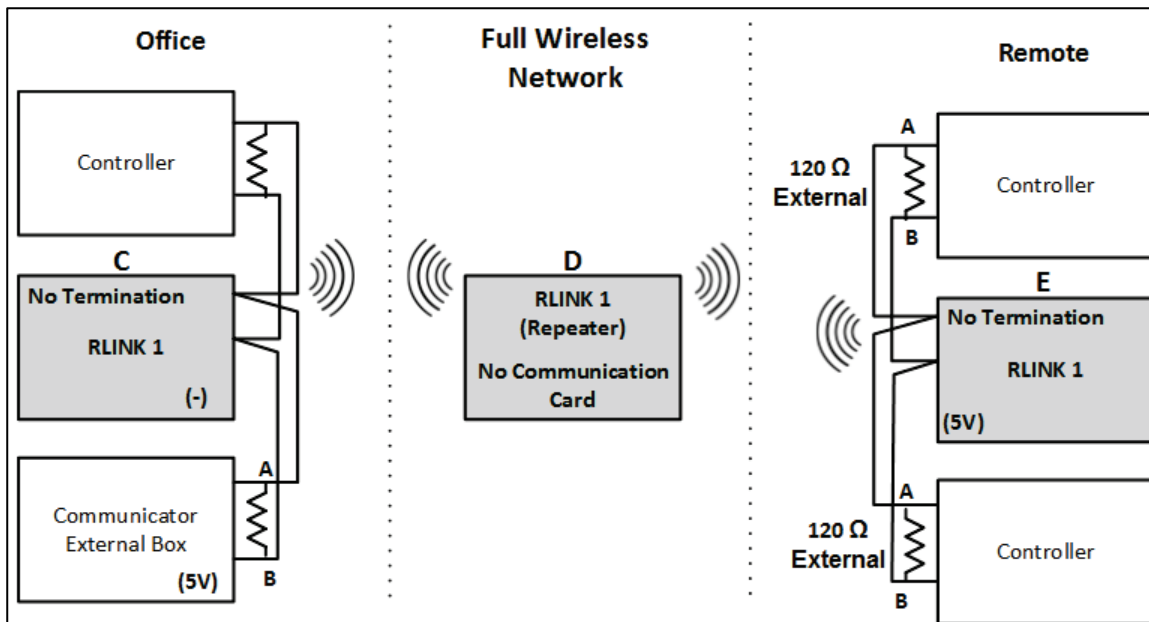 Office
Controller
C
No Termination
RLINK 1
(-)
A
Communicator
External Box
(5V)
B
Full Wireless
Network
D
RLINK 1
(Repeater)
No Communication
Card
Remote
A
120 Ω
External
Controller
B
E
No Termination
RLINK 1
(5V)
A
120 Ω
External
Controller
B